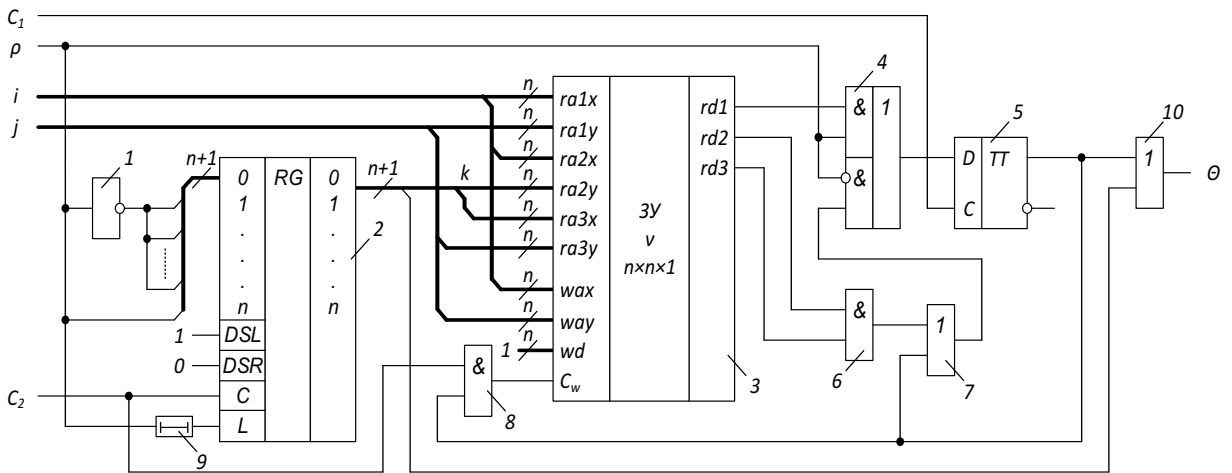 C1
ρ
i
j
C2
1
n+1
0
1
.
.
.
n
DSL
DSR
C
L
RG
0
1
.
.
.
n
1
0
9
2
n+1
k
n
ra1x
n
ra1y
n
ra2x
n
ra2y
n
ra3x
n
ra3y
n
wax
n
way
1
n
wd
Cw
ЗУ
v
n×n×1
rd1
rd2
rd3
3
&
8
4
&
1
&
&
6
1
7
5
D
TT
C
10
1
Θ